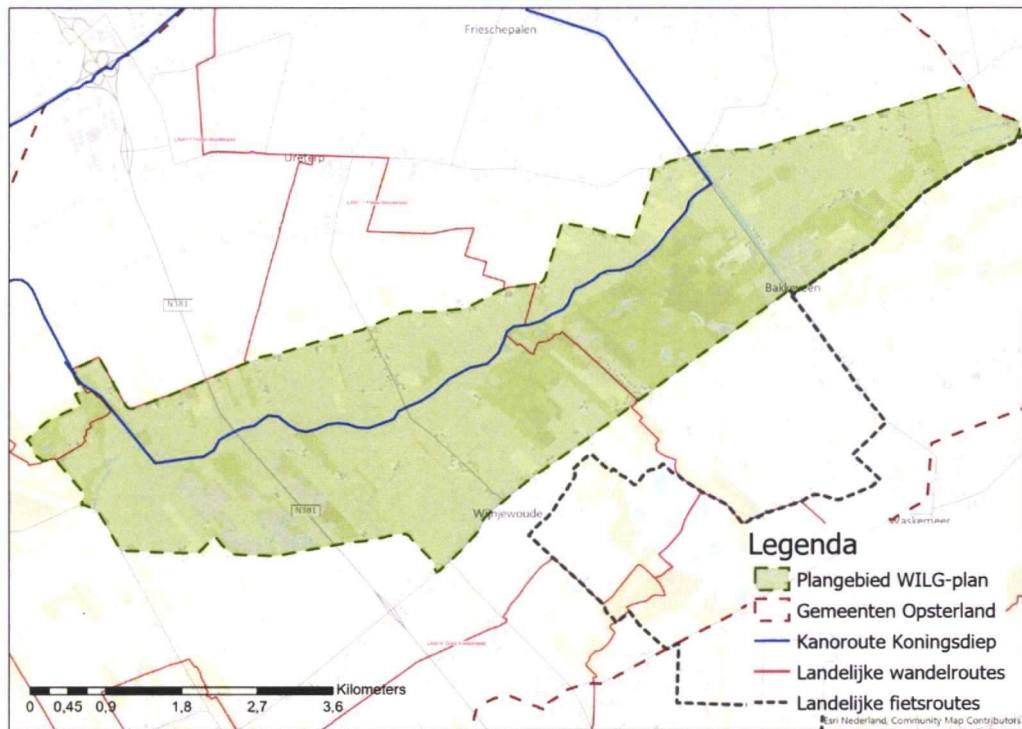 Frieschepalen
Ureterp
N381
Bakkeveen
N381
Wijnjewoude
Waskemeer
Legenda
Plangebied WILG-plan
Gemeenten Opsterland
Kanoroute Koningsdiep
Landelijke wandelroutes
Landelijke fietsroutes
Kilometers
0 0,45 0,9 1,8 2,7 3,6
Esri Nederland, Community Map Contributors